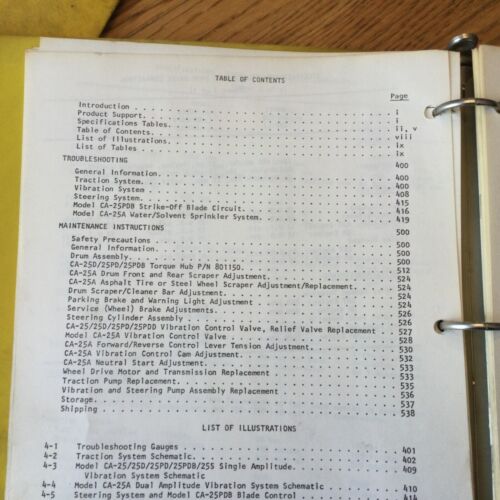 TABLE OF CONTENTS
Page
Introduction . . . . . i
Product Support. . . . . i
Specifications Tables. . . . . ii, v
Table of Contents. . . . . viii
List of Illustrations. . . . . ix
List of Tables . . . . . ix
TROUBLESHOOTING 400
General Information. . . . . 400
Traction System. . . . . 400
Vibration System . . . . . 408
Steering System. . . . . 415
Model CA-25PDB Strike-Off Blade Circuit. . . . . 416
Model CA-25A Water/Solvent Sprinkler System. . . . . 419
MAINTENANCE INSTRUCTIONS 500
Safety Precautions . . . . . 500
General Information. . . . . 500
Drum Assembly. . . . . 500
CA-25D/25PD/25PDB Torque Hub P/N 801150. . . . . 512
CA-25A Drum Front and Rear Scraper Adjustment. . . . . 524
CA-25A Asphalt Tire or Steel Wheel Scraper Adjustment/Replacement. . . . . 524
Drum Scraper/Cleaner Bar Adjustment. . . . . 524
Parking Brake and Warning Light Adjustment . . . . . 524
Service (Wheel) Brake Adjustments. . . . . 526
Steering Cylinder Assembly . . . . . 526
CA-25/25D/25PD/25PDD Vibration Control Valve, Relief Valve Replacement . . . . . 527
Model CA-25A Vibration Control Valve . . . . . 528
CA-25A Forward/Reverse Control Lever Tension Adjustment. . . . . 530
CA-25A Vibration Control Cam Adjustment. . . . . 532
CA-25A Neutral Start Adjustment. . . . . 533
Wheel Drive Motor and Transmission Replacement . . . . . 533
Traction Pump Replacement. . . . . 535
Vibration and Steering Pump Assembly Replacement . . . . . 536
Storage. . . . . 537
Shipping . . . . . 538
LIST OF ILLUSTRATIONS
4-1 Troubleshooting Gauges . . . . . 401
4-2 Traction System Schematic. . . . . 402
4-3 Model CA-25/25D/25PD/25PDB/25S Single Amplitude. . . . . 409
Vibration System Schematic
4-4 Model CA-25A Dual Amplitude Vibration System Schematic . . . . . 410
4-5 Steering System and Model CA-25PDB Blade Control 414